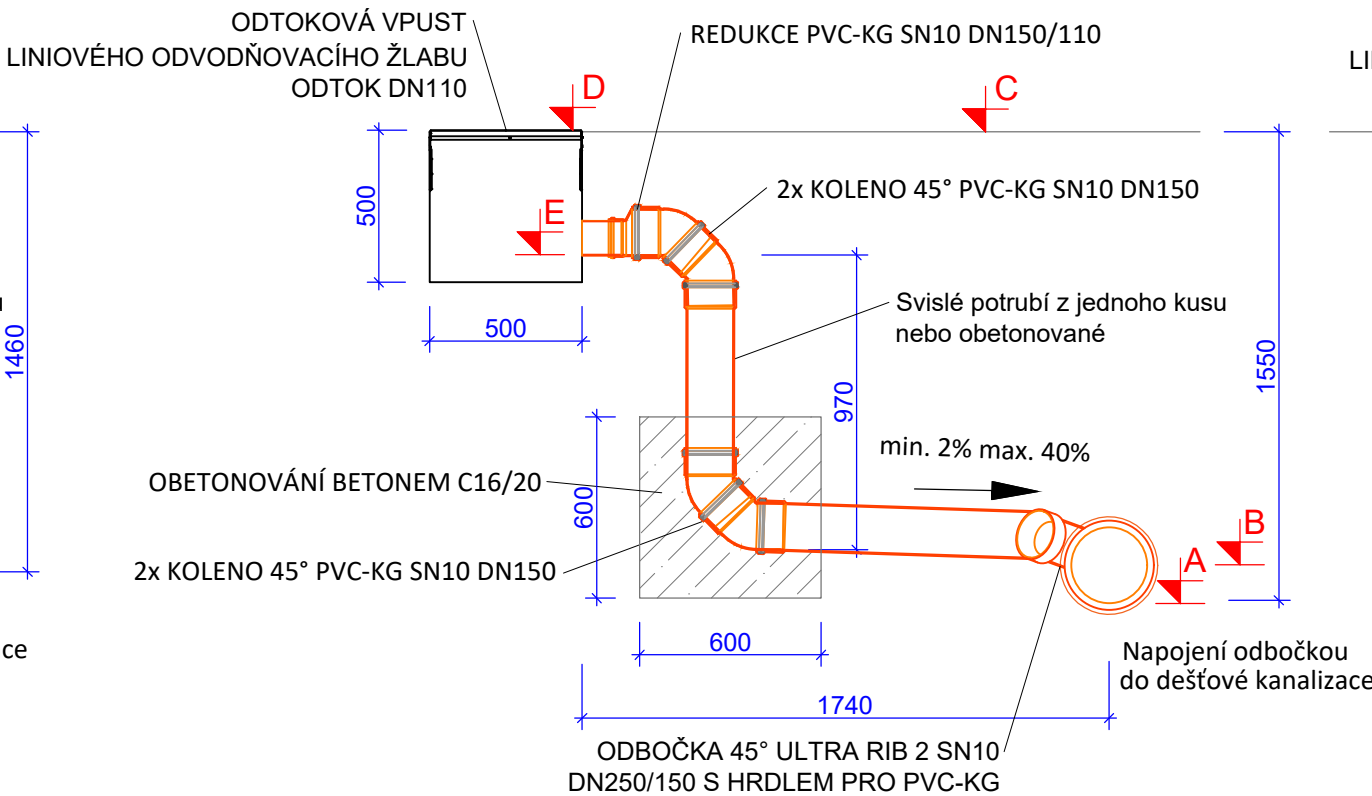 ODTOKOVÁ VPUST
LINIOVÉHO ODVODŇOVACÍHO ŽLABU
ODTOK DN110
REDUKCE PVC-KG SN10 DN150/110
LI
D
C
2x KOLENO 45° PVC-KG SN10 DN150
500
E
Svislé potrubí z jednoho kusu
nebo obetonované
500
1460
1550
970
min. 2% max. 40%
OBETONOVÁNÍ BETONEM C16/20
600
B
A
2x KOLENO 45° PVC-KG SN10 DN150
600
ce
Napojení odbočkou
do dešťové kanalizace
1740
ODBOČKA 45° ULTRA RIB 2 SN10
DN250/150 S HRDLEM PRO PVC-KG